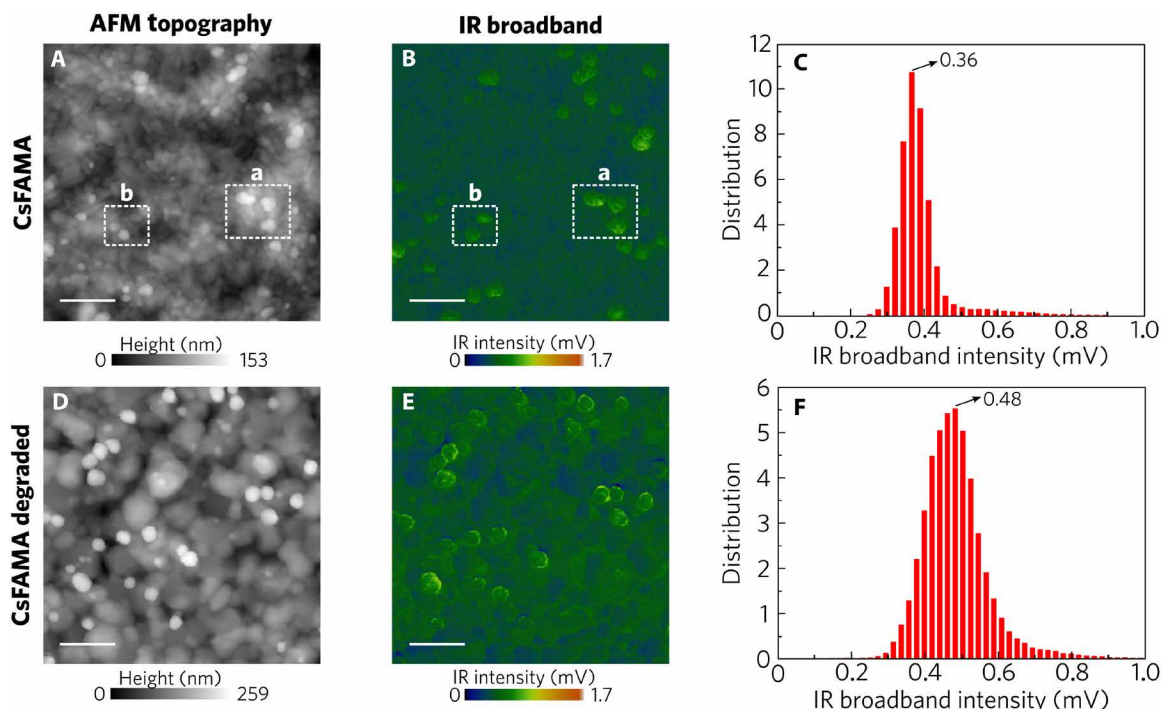 AFM topography
IR broadband
CsFAMA
A
a
b
Height (nm)
0 153
B
a
b
IR intensity (mV)
0 1.7
C
0.36
Distribution
12
10
8
6
4
2
0
0 0.2 0.4 0.6 0.8 1.0
IR broadband intensity (mV)
CsFAMA degraded
D
Height (nm)
0 259
E
IR intensity (mV)
0 1.7
F
0.48
Distribution
6
5
4
3
2
1
0
0 0.2 0.4 0.6 0.8 1.0
IR broadband intensity (mV)